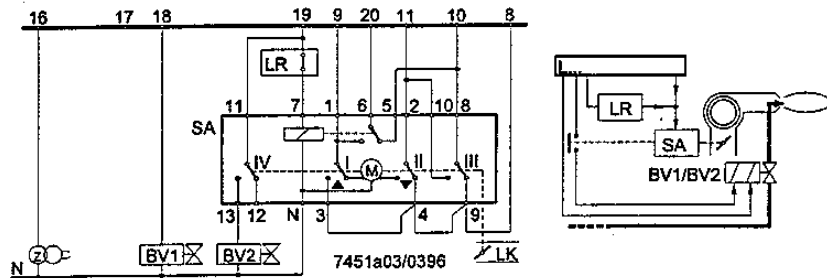 16 17 18 19 9 20 11 10 8
LR
11 7 1 6 5 2 10 8
SA
IV I M II III
13 12 N 3 4 9
Z BV1 BV2 7451a03/0396 LK
N
L
LR
SA
BV1/BV2